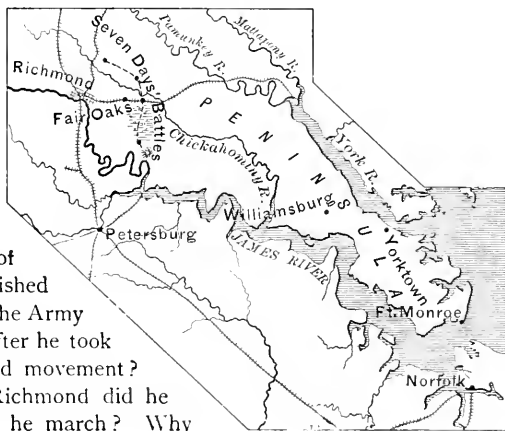 Seven Days' Battles
Pamunkey R.
Mattapony R.
Richmond
Fair Oaks
PENINSULA
Chickahominy R.
York R.
Williamsburg
Petersburg
JAMES RIVER
Yorktown
Ft. Monroe
Norfolk
of
ished
he Army
fter he took
d movement?
Richmond did he
he march? Why